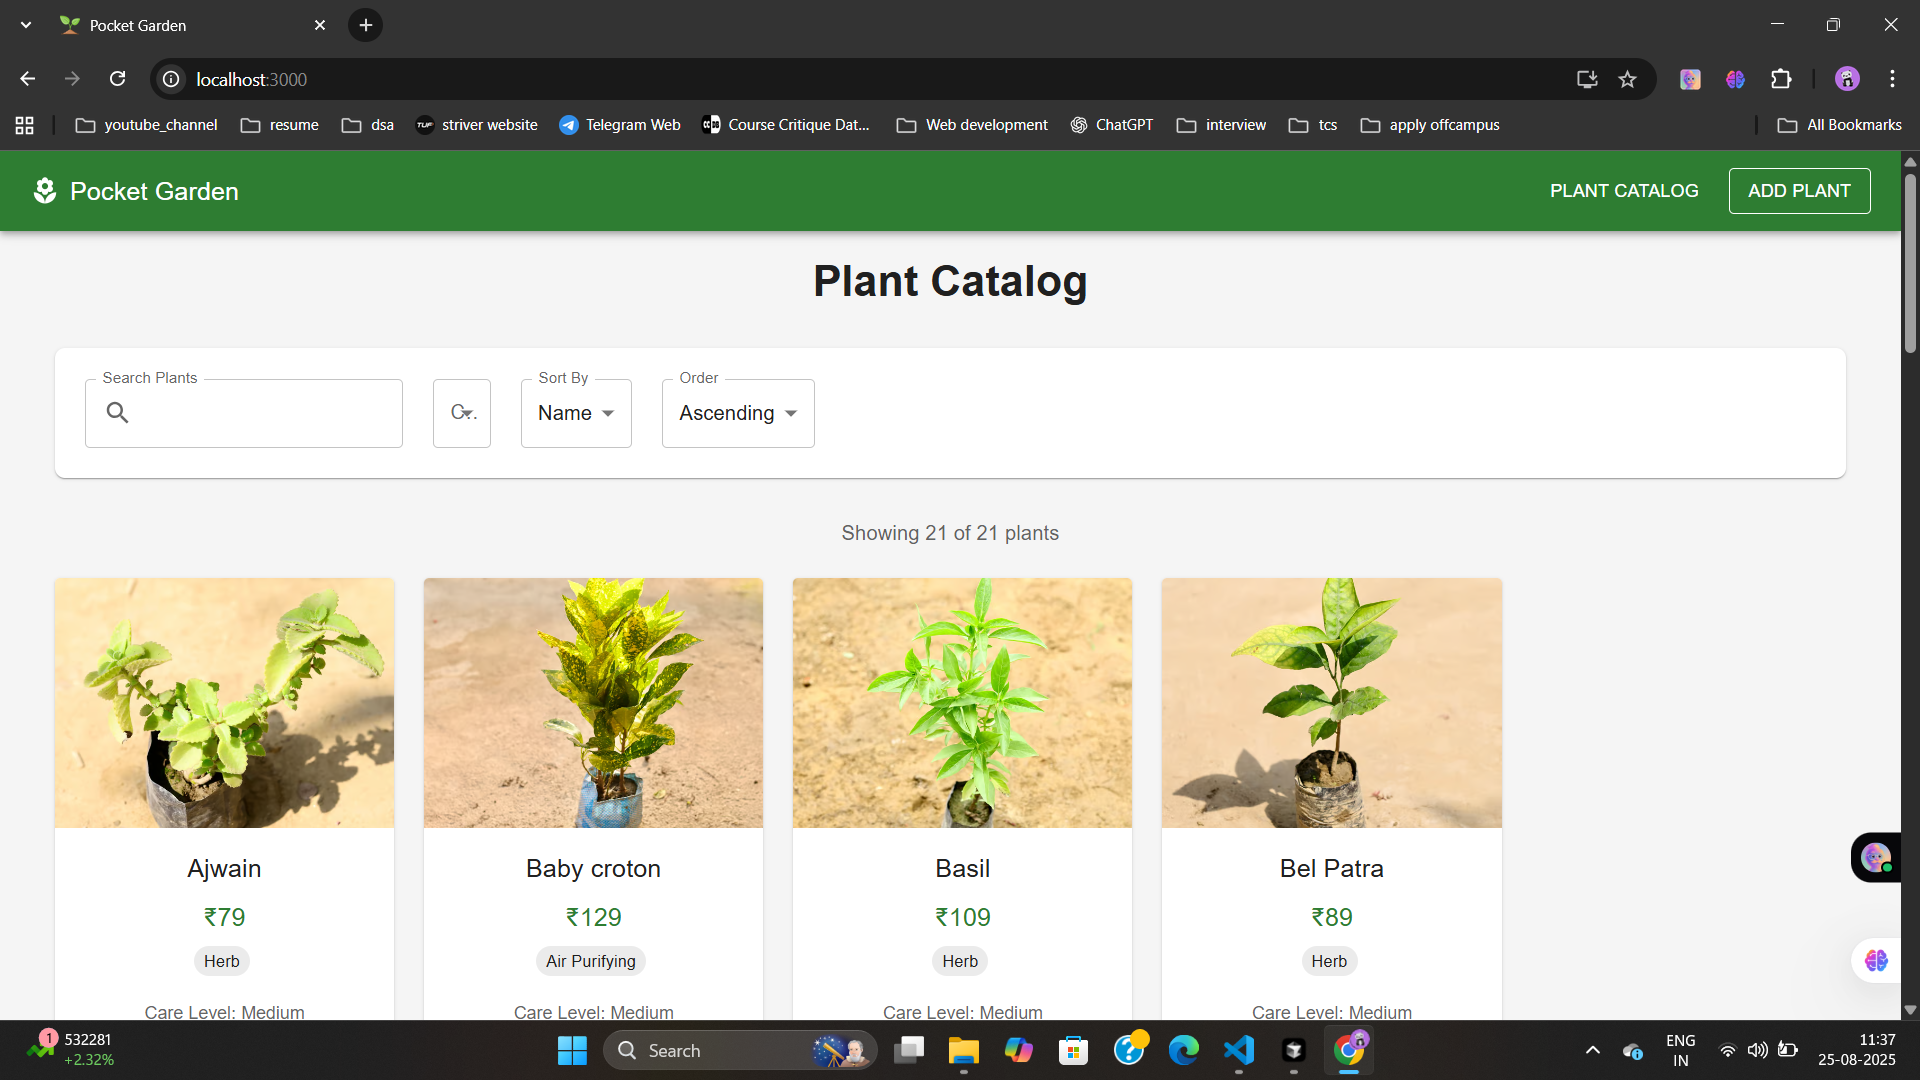 Pocket Garden
localhost:3000
youtube_channel
resume
dsa
TUF
striver website
Telegram Web
Course Critique Dat...
Web development
ChatGPT
interview
tcs
apply offcampus
All Bookmarks
Pocket Garden
PLANT CATALOG
ADD PLANT
Plant Catalog
Search Plants
C...
Sort By
Name
Order
Ascending
Showing 21 of 21 plants
Ajwain
₹79
Herb
Care Level: Medium
Baby croton
₹129
Air Purifying
Care Level: Medium
Basil
₹109
Herb
Care Level: Medium
Bel Patra
₹89
Herb
Care Level: Medium
1
532281
+2.32%
Search
ENG
IN
11:37
25-08-2025